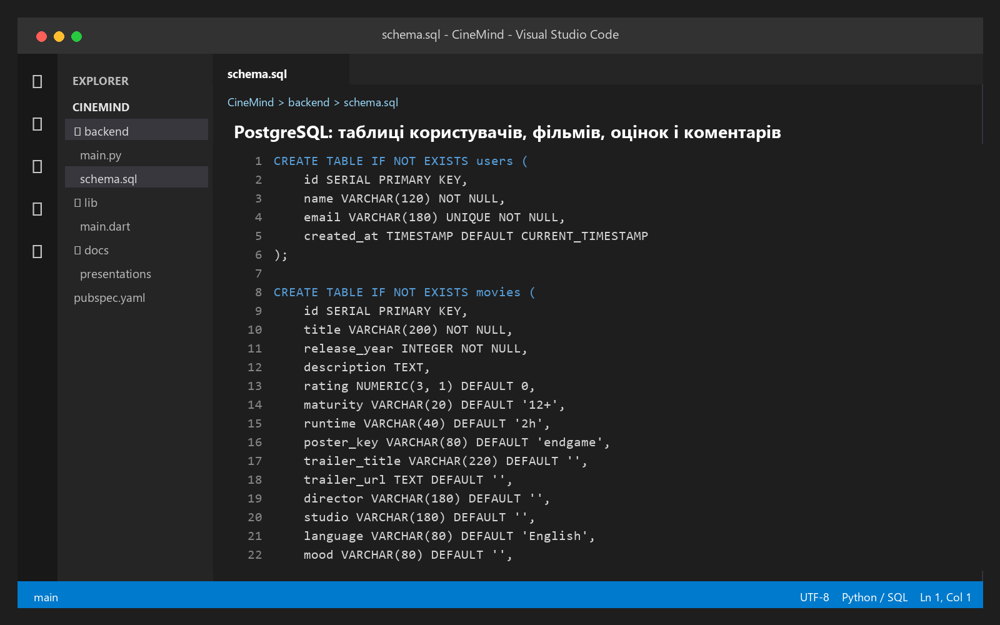 schema.sql - CineMind - Visual Studio Code
EXPLORER
CINEMIND
backend
main.py
schema.sql
lib
main.dart
docs
presentations
pubspec.yaml
schema.sql
CineMind > backend > schema.sql
PostgreSQL: таблиці користувачів, фільмів, оцінок і коментарів
1 CREATE TABLE IF NOT EXISTS users (
2     id SERIAL PRIMARY KEY,
3     name VARCHAR(120) NOT NULL,
4     email VARCHAR(180) UNIQUE NOT NULL,
5     created_at TIMESTAMP DEFAULT CURRENT_TIMESTAMP
6 );
7
8 CREATE TABLE IF NOT EXISTS movies (
9     id SERIAL PRIMARY KEY,
10     title VARCHAR(200) NOT NULL,
11     release_year INTEGER NOT NULL,
12     description TEXT,
13     rating NUMERIC(3, 1) DEFAULT 0,
14     maturity VARCHAR(20) DEFAULT '12+',
15     runtime VARCHAR(40) DEFAULT '2h',
16     poster_key VARCHAR(80) DEFAULT 'endgame',
17     trailer_title VARCHAR(220) DEFAULT '',
18     trailer_url TEXT DEFAULT '',
19     director VARCHAR(180) DEFAULT '',
20     studio VARCHAR(180) DEFAULT '',
21     language VARCHAR(80) DEFAULT 'English',
22     mood VARCHAR(80) DEFAULT '',
main
UTF-8 Python / SQL Ln 1, Col 1